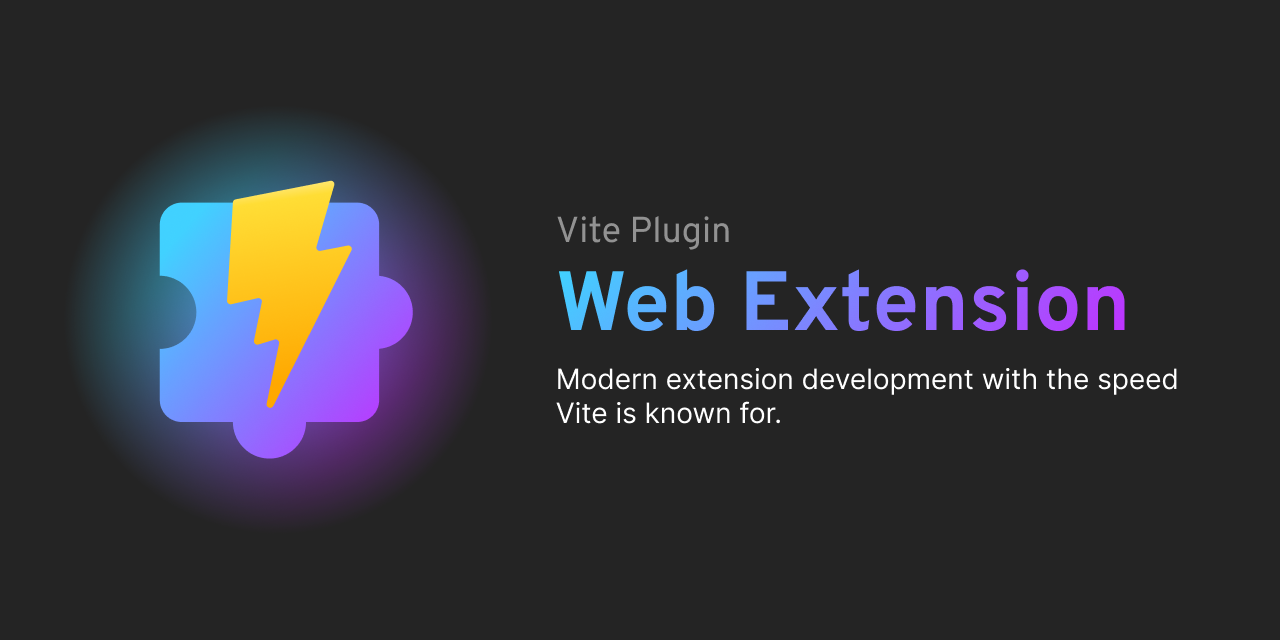 Vite Plugin
Web Extension
Modern extension development with the speed
Vite is known for.